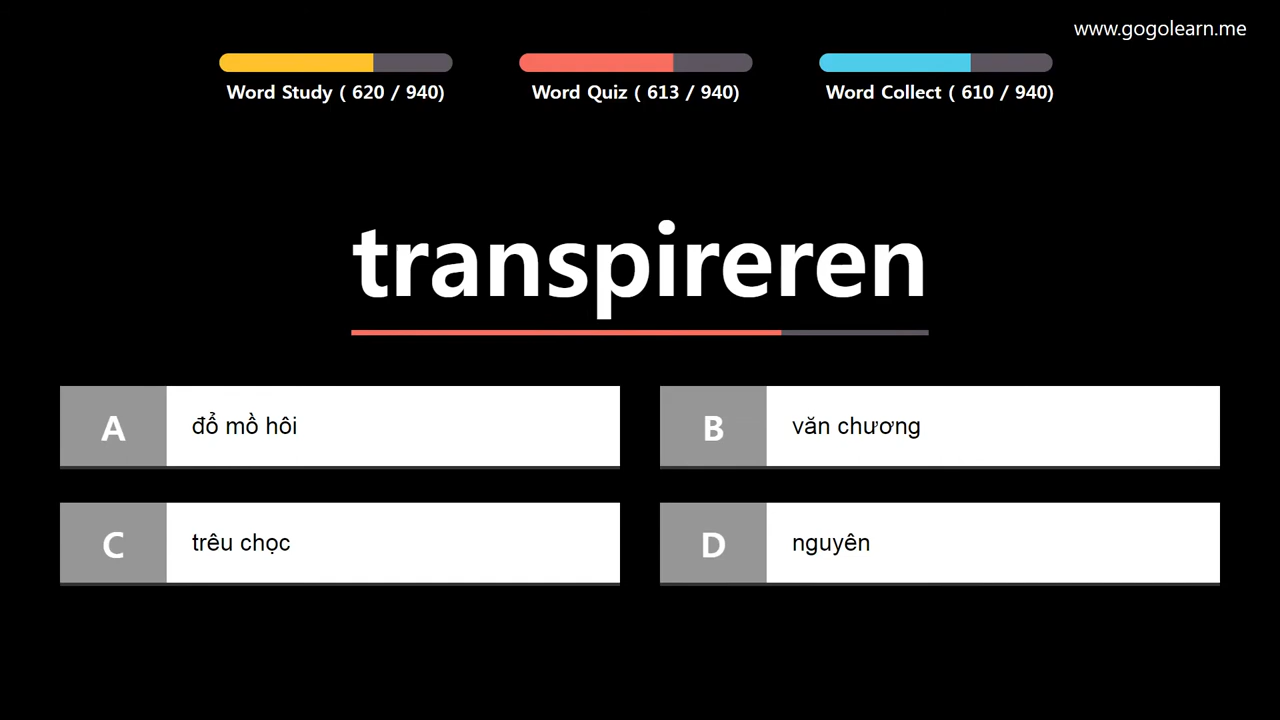 www.gogolearn.me
Word Study ( 620 / 940)
Word Quiz ( 613 / 940)
Word Collect ( 610 / 940)
transpireren
A đổ mồ hôi
B văn chương
C trêu chọc
D nguyên